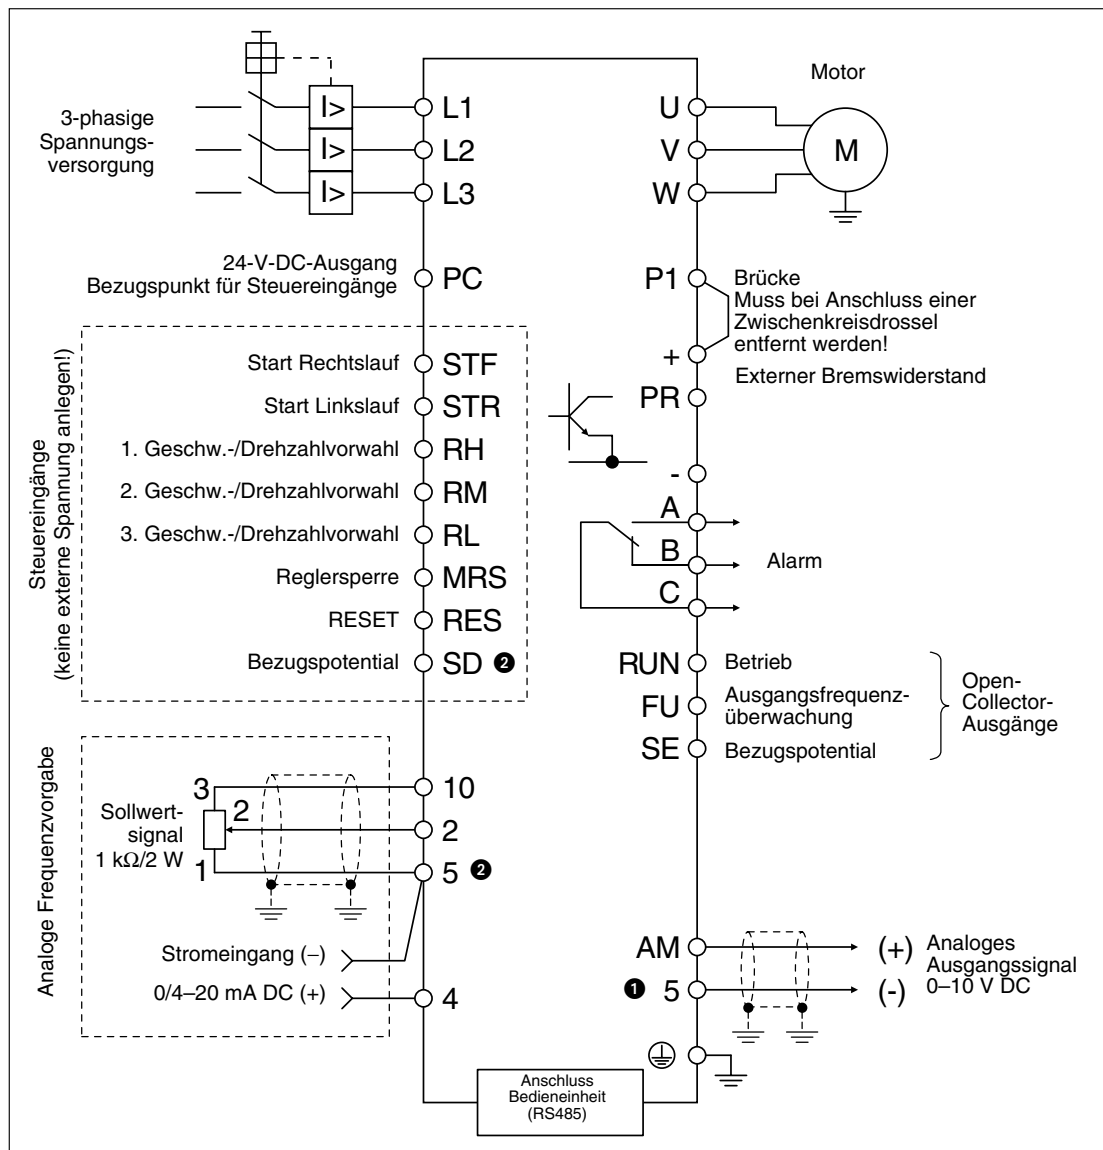 Motor
3-phasige
Spannungs-
versorgung
I>
I>
I>
L1
L2
L3
U
V
W
M
24-V-DC-Ausgang
Bezugspunkt für Steuereingänge
PC
P1
Brücke
Muss bei Anschluss einer
Zwischenkreisdrossel
entfernt werden!
+
Externer Bremswiderstand
PR
-
Steuereingänge
(keine externe Spannung anlegen!)
Start Rechtslauf
STF
Start Linkslauf
STR
1. Geschw.-/Drehzahlvorwahl
RH
2. Geschw.-/Drehzahlvorwahl
RM
3. Geschw.-/Drehzahlvorwahl
RL
Reglersperre
MRS
RESET
RES
Bezugspotential
SD ❷
A
B
C
Alarm
RUN
Betrieb
FU
Ausgangsfrequenz-
überwachung
SE
Bezugspotential
Open-
Collector-
Ausgänge
Analoge Frequenzvorgabe
Sollwert-
signal
1 kΩ/2 W
3
2
1
10
2
5 ❷
Stromeingang (–)
0/4–20 mA DC (+)
4
AM
❶ 5
(+)
(-)
Analoges
Ausgangssignal
0–10 V DC
Anschluss
Bedieneinheit
(RS485)